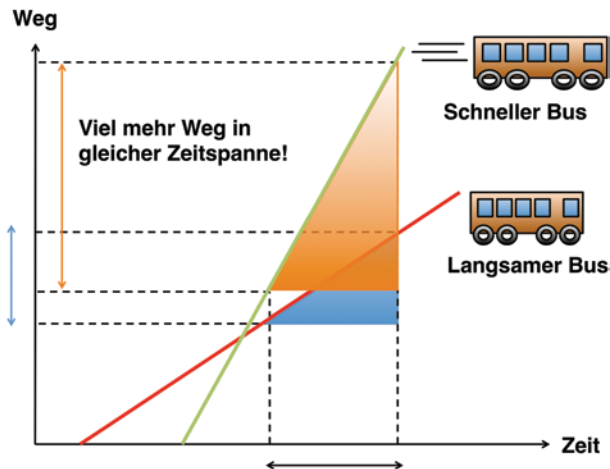 Weg
Schneller Bus
Viel mehr Weg in
gleicher Zeitspanne!
Langsamer Bus
Zeit